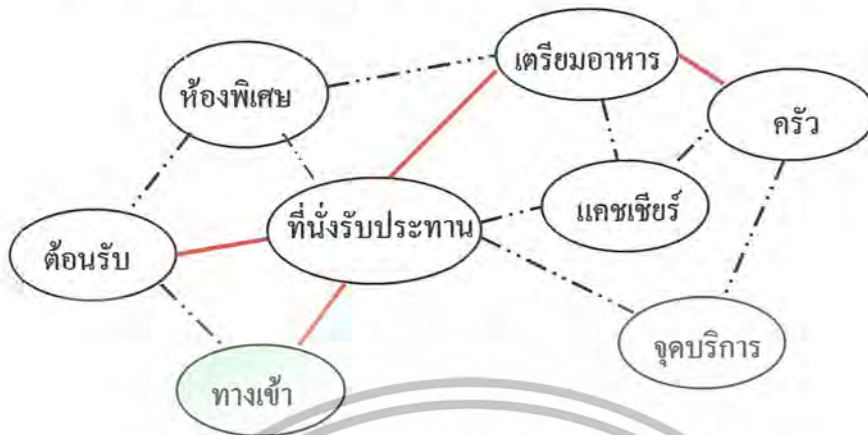 เตรียมอาหาร
ห้องพิเศษ
ครัว
แคชเชียร์
ที่นั่งรับประทาน
ต้อนรับ
จุดบริการ
ทางเข้า